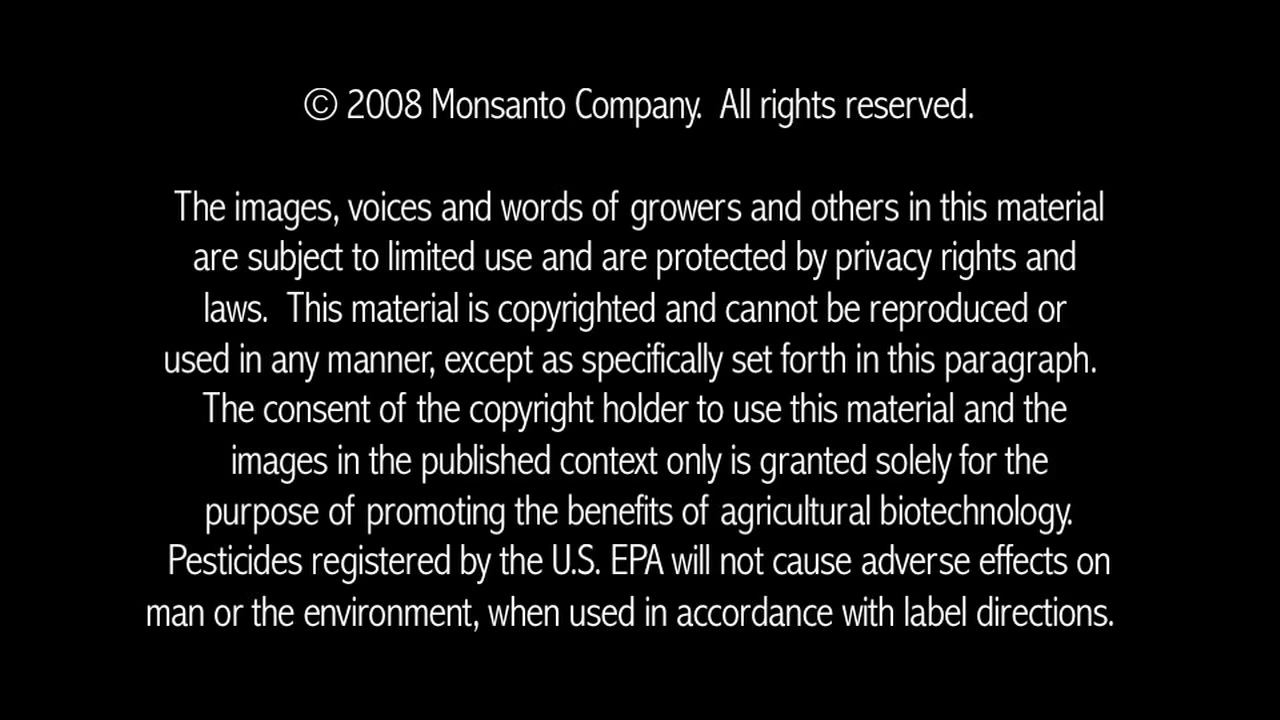 © 2008 Monsanto Company.  All rights reserved.
The images, voices and words of growers and others in this material
are subject to limited use and are protected by privacy rights and
laws.  This material is copyrighted and cannot be reproduced or
used in any manner, except as specifically set forth in this paragraph.
The consent of the copyright holder to use this material and the
images in the published context only is granted solely for the
purpose of promoting the benefits of agricultural biotechnology.
Pesticides registered by the U.S. EPA will not cause adverse effects on
man or the environment, when used in accordance with label directions.